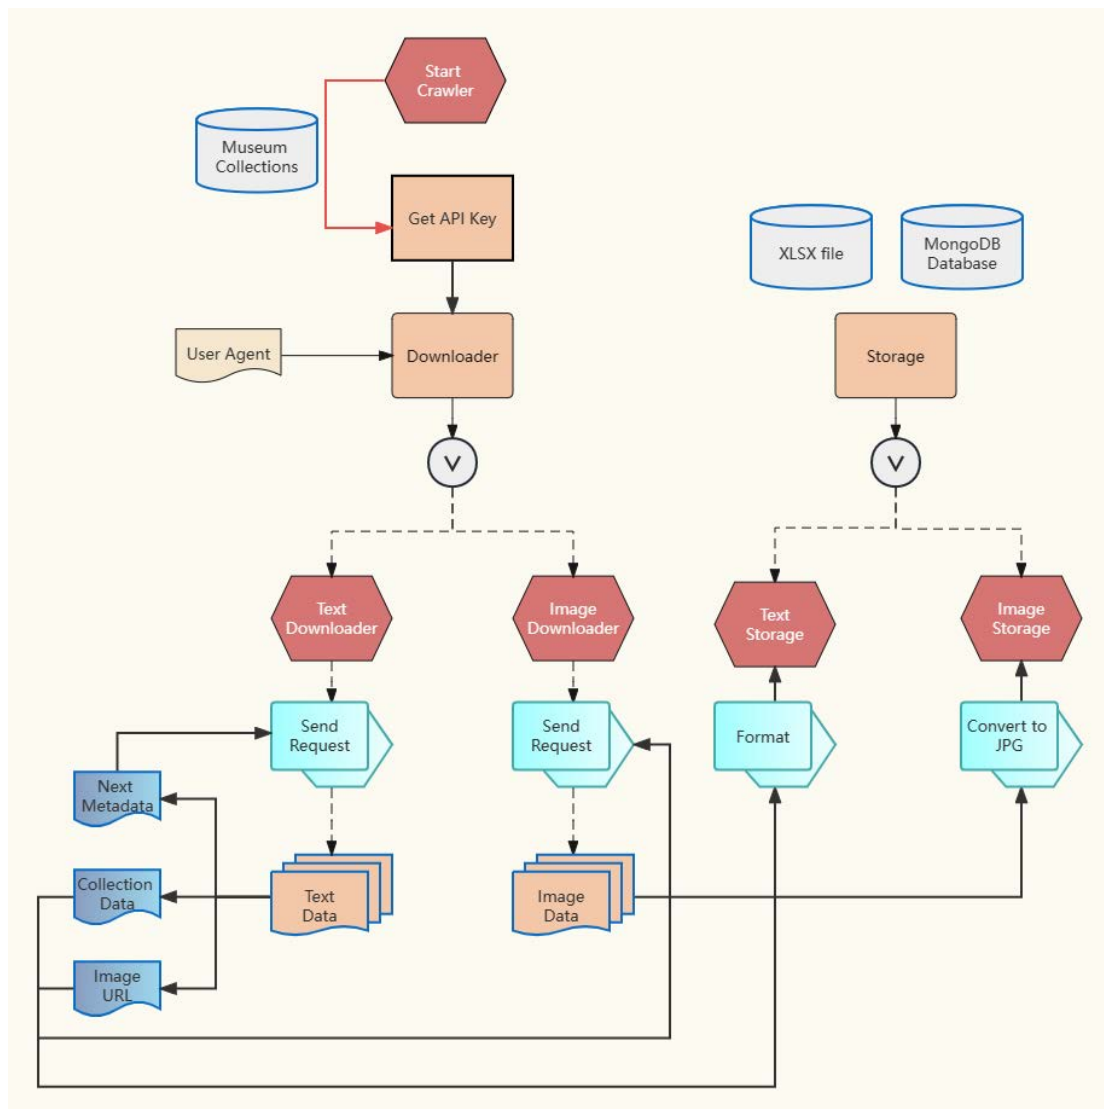 Start
Crawler
Museum
Collections
Get API Key
XLSX file
MongoDB
Database
User Agent
Downloader
Storage
V
V
Text
Downloader
Image
Downloader
Text
Storage
Image
Storage
Send
Request
Send
Request
Format
Convert to
JPG
Next
Metadata
Collection
Data
Text
Data
Image
Data
Image
URL